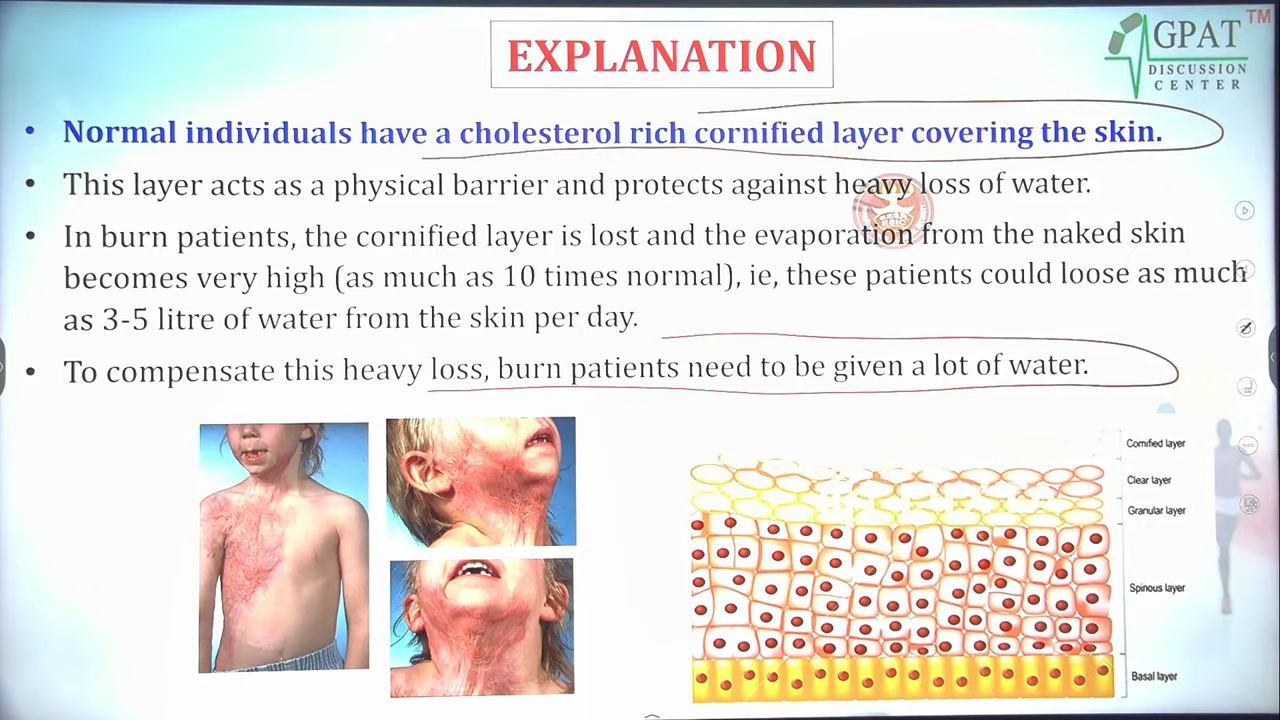 EXPLANATION
GPAT TM
DISCUSSION
CENTER
• Normal individuals have a cholesterol rich cornified layer covering the skin.
• This layer acts as a physical barrier and protects against heavy loss of water.
• In burn patients, the cornified layer is lost and the evaporation from the naked skin
becomes very high (as much as 10 times normal), ie, these patients could loose as much
as 3-5 litre of water from the skin per day.
• To compensate this heavy loss, burn patients need to be given a lot of water.
Cornified layer
Clear layer
Granular layer
Spinous layer
Basal layer